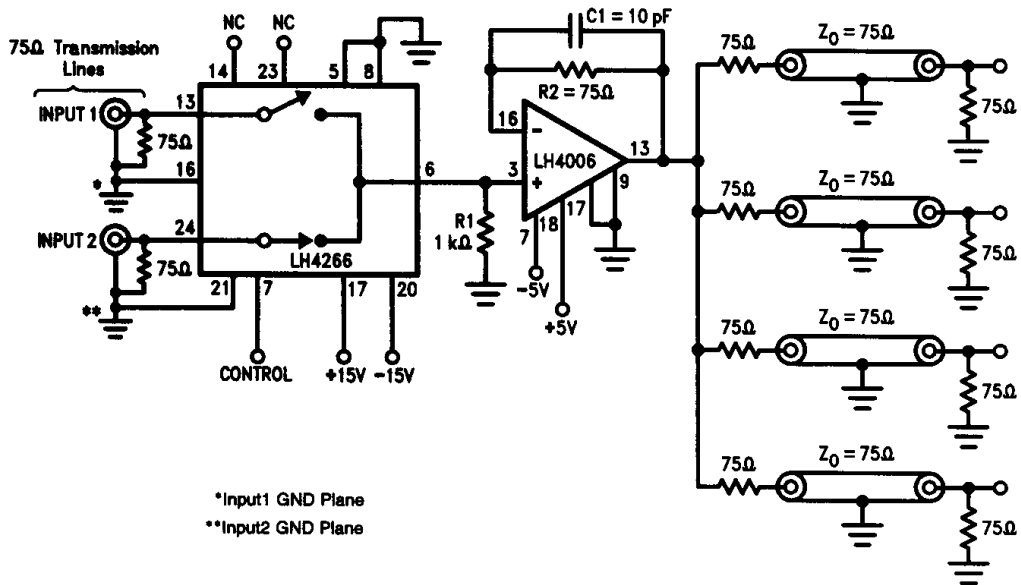 75Ω Transmission
Lines
INPUT 1
13
75Ω
16
*
INPUT 2
24
75Ω
**
NC
NC
14
23
5
8
6
LH4266
21
7
17
20
CONTROL
+15V
-15V
R1
1 kΩ
C1 = 10 pF
R2 = 75Ω
16
-
3
+
LH4006
13
9
17
18
7
-5V
+5V
75Ω
Z₀ = 75Ω
75Ω
75Ω
Z₀ = 75Ω
75Ω
75Ω
Z₀ = 75Ω
75Ω
75Ω
Z₀ = 75Ω
75Ω
*Input1 GND Plane
**Input2 GND Plane